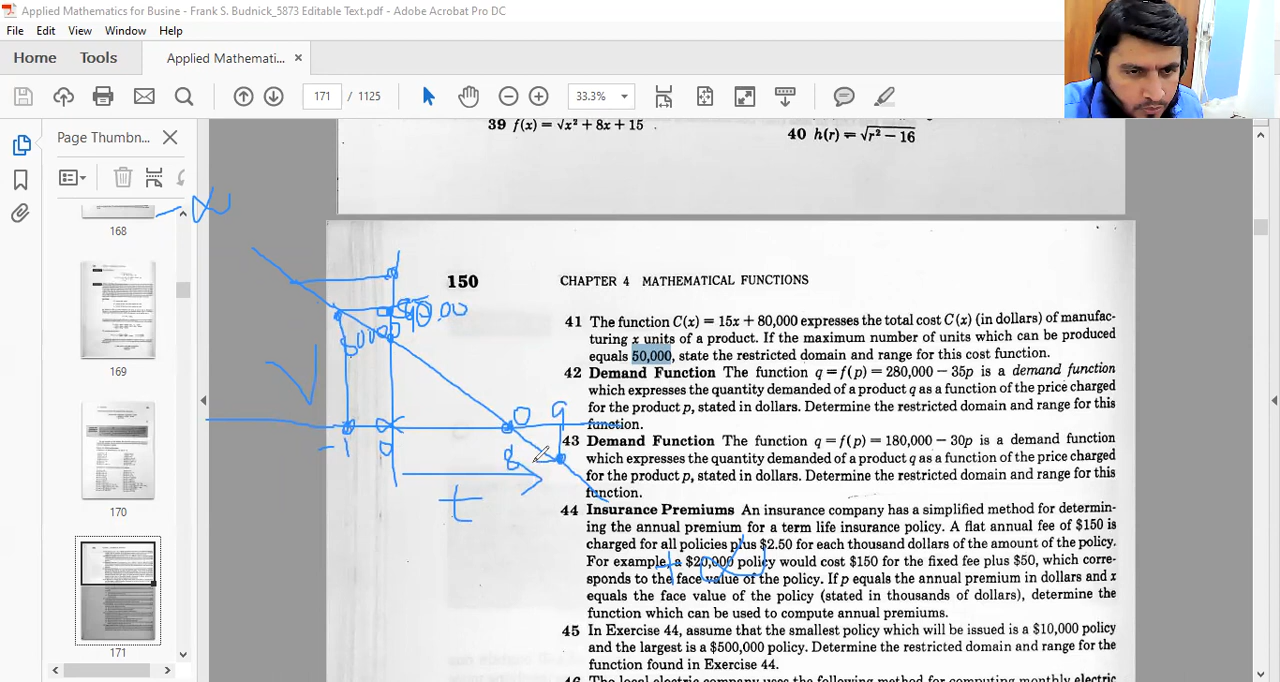 Applied Mathematics for Busine - Frank S. Budnick_5873 Editable Text.pdf - Adobe Acrobat Pro DC
File Edit View Window Help
Home Tools Applied Mathemati... ×
171 / 1125 33.3%
Page Thumbn...
39 f(x) = √x² + 8x + 15
40 h(r) = √r² − 16
168
169
170
171
-∞
150 CHAPTER 4 MATHEMATICAL FUNCTIONS
41 The function C(x) = 15x + 80,000 expresses the total cost C(x) (in dollars) of manufac-
turing x units of a product. If the maximum number of units which can be produced
equals 50,000, state the restricted domain and range for this cost function.
42 Demand Function The function q = f(p) = 280,000 − 35p is a demand function
which expresses the quantity demanded of a product q as a function of the price charged
for the product p, stated in dollars. Determine the restricted domain and range for this
function.
43 Demand Function The function q = f(p) = 180,000 − 30p is a demand function
which expresses the quantity demanded of a product q as a function of the price charged
for the product p, stated in dollars. Determine the restricted domain and range for this
function.
44 Insurance Premiums An insurance company has a simplified method for determin-
ing the annual premium for a term life insurance policy. A flat annual fee of $150 is
charged for all policies plus $2.50 for each thousand dollars of the amount of the policy.
For example a $20,000 policy would cost $150 for the fixed fee plus $50, which corre-
sponds to the face value of the policy. If p equals the annual premium in dollars and x
equals the face value of the policy (stated in thousands of dollars), determine the
function which can be used to compute annual premiums.
45 In Exercise 44, assume that the smallest policy which will be issued is a $10,000 policy
and the largest is a $500,000 policy. Determine the restricted domain and range for the
function found in Exercise 44.
0 9
-1 0 8
t
+∞